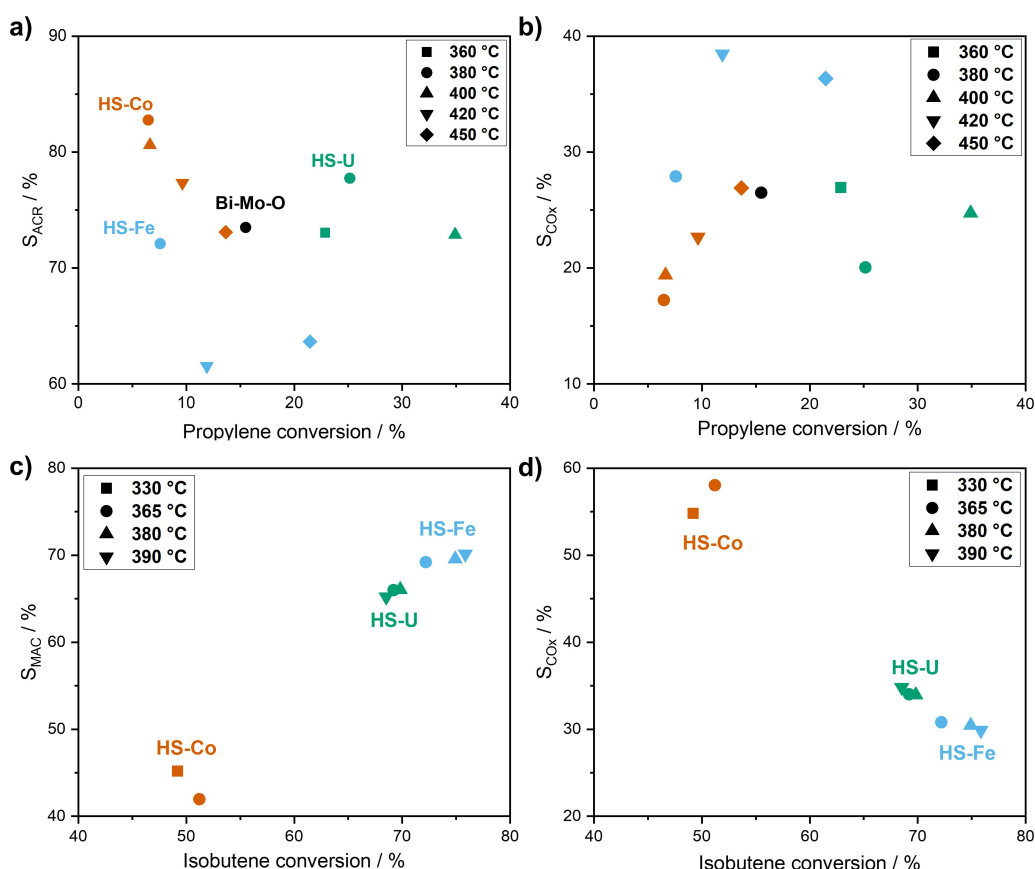 a)
90
80
70
60
S_ACR / %
0
10
20
30
40
Propylene conversion / %
360 °C
380 °C
400 °C
420 °C
450 °C
HS-Co
HS-U
Bi-Mo-O
HS-Fe
b)
40
30
20
10
S_COx / %
0
10
20
30
40
Propylene conversion / %
360 °C
380 °C
400 °C
420 °C
450 °C
c)
80
70
60
50
40
S_MAC / %
40
50
60
70
80
Isobutene conversion / %
330 °C
365 °C
380 °C
390 °C
HS-Fe
HS-U
HS-Co
d)
60
50
40
30
20
S_COx / %
40
50
60
70
80
Isobutene conversion / %
330 °C
365 °C
380 °C
390 °C
HS-Co
HS-U
HS-Fe